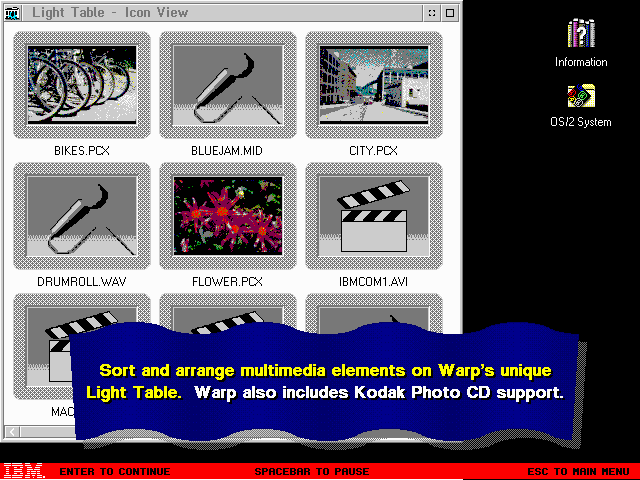 Light Table - Icon View
Information
OS/2 System
BIKES.PCX
BLUEJAM.MID
CITY.PCX
DRUMROLL.WAV
FLOWER.PCX
IBMCOM1.AVI
Sort and arrange multimedia elements on Warp's unique
Light Table. Warp also includes Kodak Photo CD support.
IBM. ENTER TO CONTINUE SPACEBAR TO PAUSE ESC TO MAIN MENU